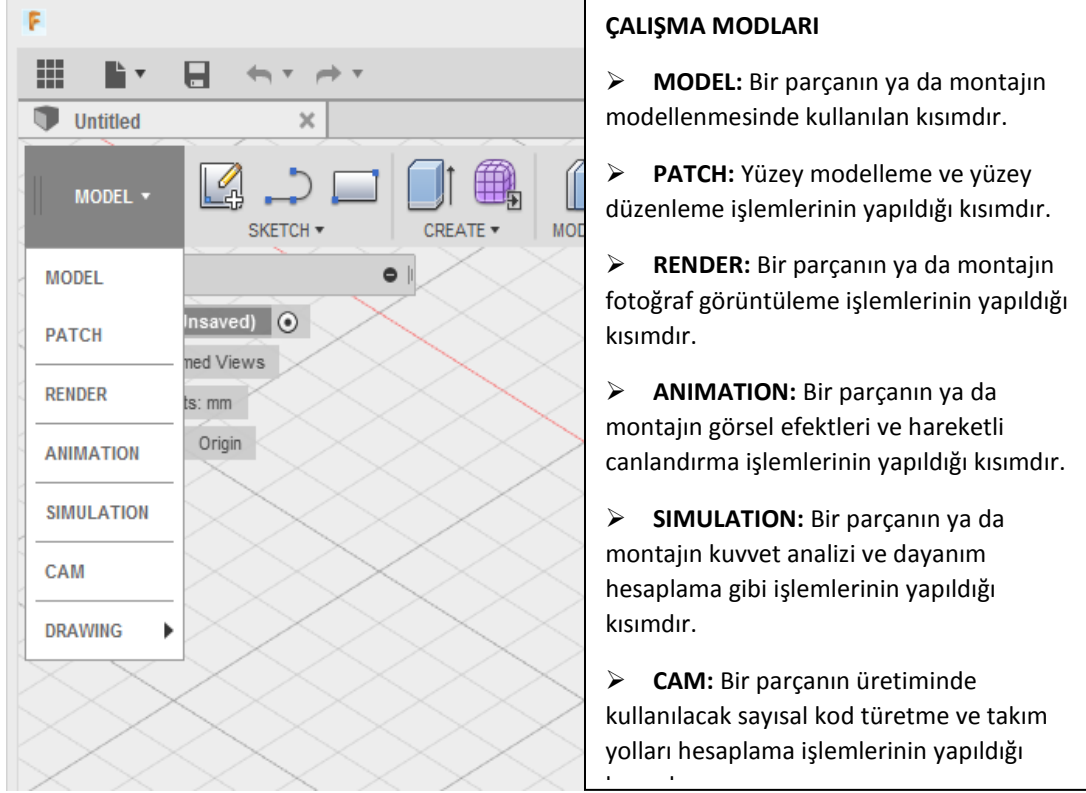 Untitled
MODEL
SKETCH
CREATE
MODEL
PATCH
RENDER
ANIMATION
SIMULATION
CAM
DRAWING
med Views
ts: mm
Origin
ÇALIŞMA MODLARI
➢ MODEL: Bir parçanın ya da montajın
modellenmesinde kullanılan kısımdır.
➢ PATCH: Yüzey modelleme ve yüzey
düzenleme işlemlerinin yapıldığı kısımdır.
➢ RENDER: Bir parçanın ya da montajın
fotoğraf görüntüleme işlemlerinin yapıldığı
kısımdır.
➢ ANIMATION: Bir parçanın ya da
montajın görsel efektleri ve hareketli
canlandırma işlemlerinin yapıldığı kısımdır.
➢ SIMULATION: Bir parçanın ya da
montajın kuvvet analizi ve dayanım
hesaplama gibi işlemlerinin yapıldığı
kısımdır.
➢ CAM: Bir parçanın üretiminde
kullanılacak sayısal kod türetme ve takım
yolları hesaplama işlemlerinin yapıldığı